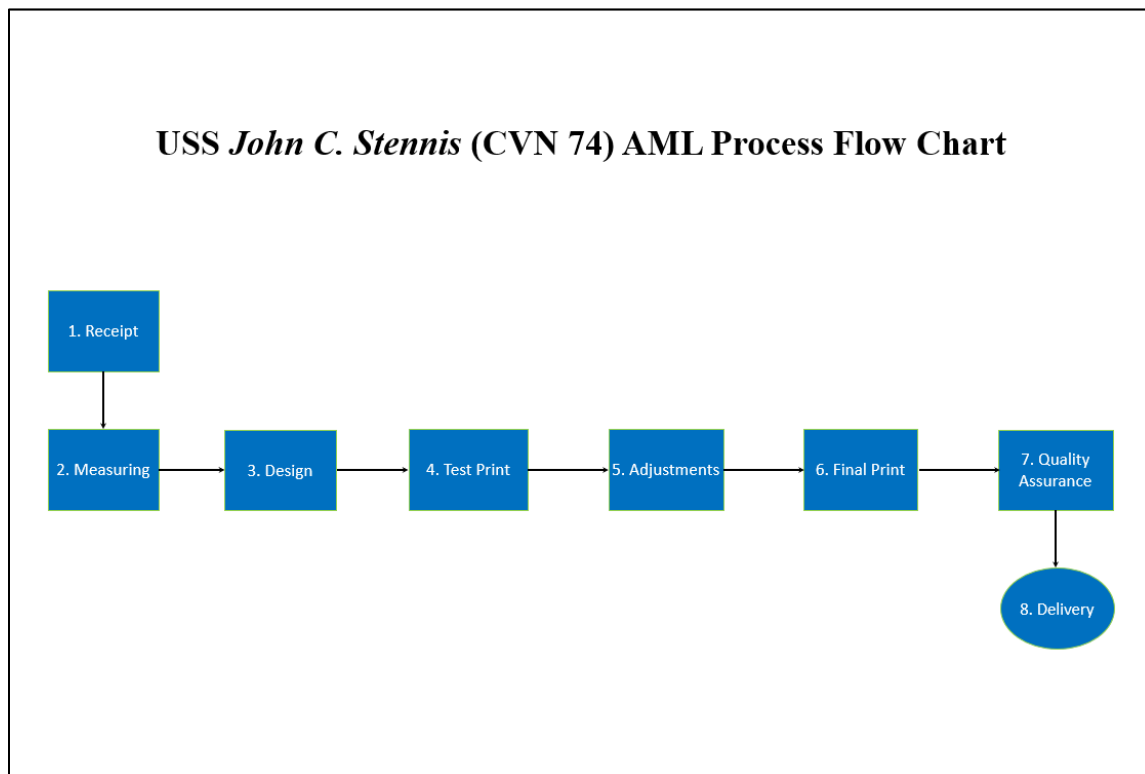 USS John C. Stennis (CVN 74) AML Process Flow Chart
1. Receipt
2. Measuring
3. Design
4. Test Print
5. Adjustments
6. Final Print
7. Quality
Assurance
8. Delivery